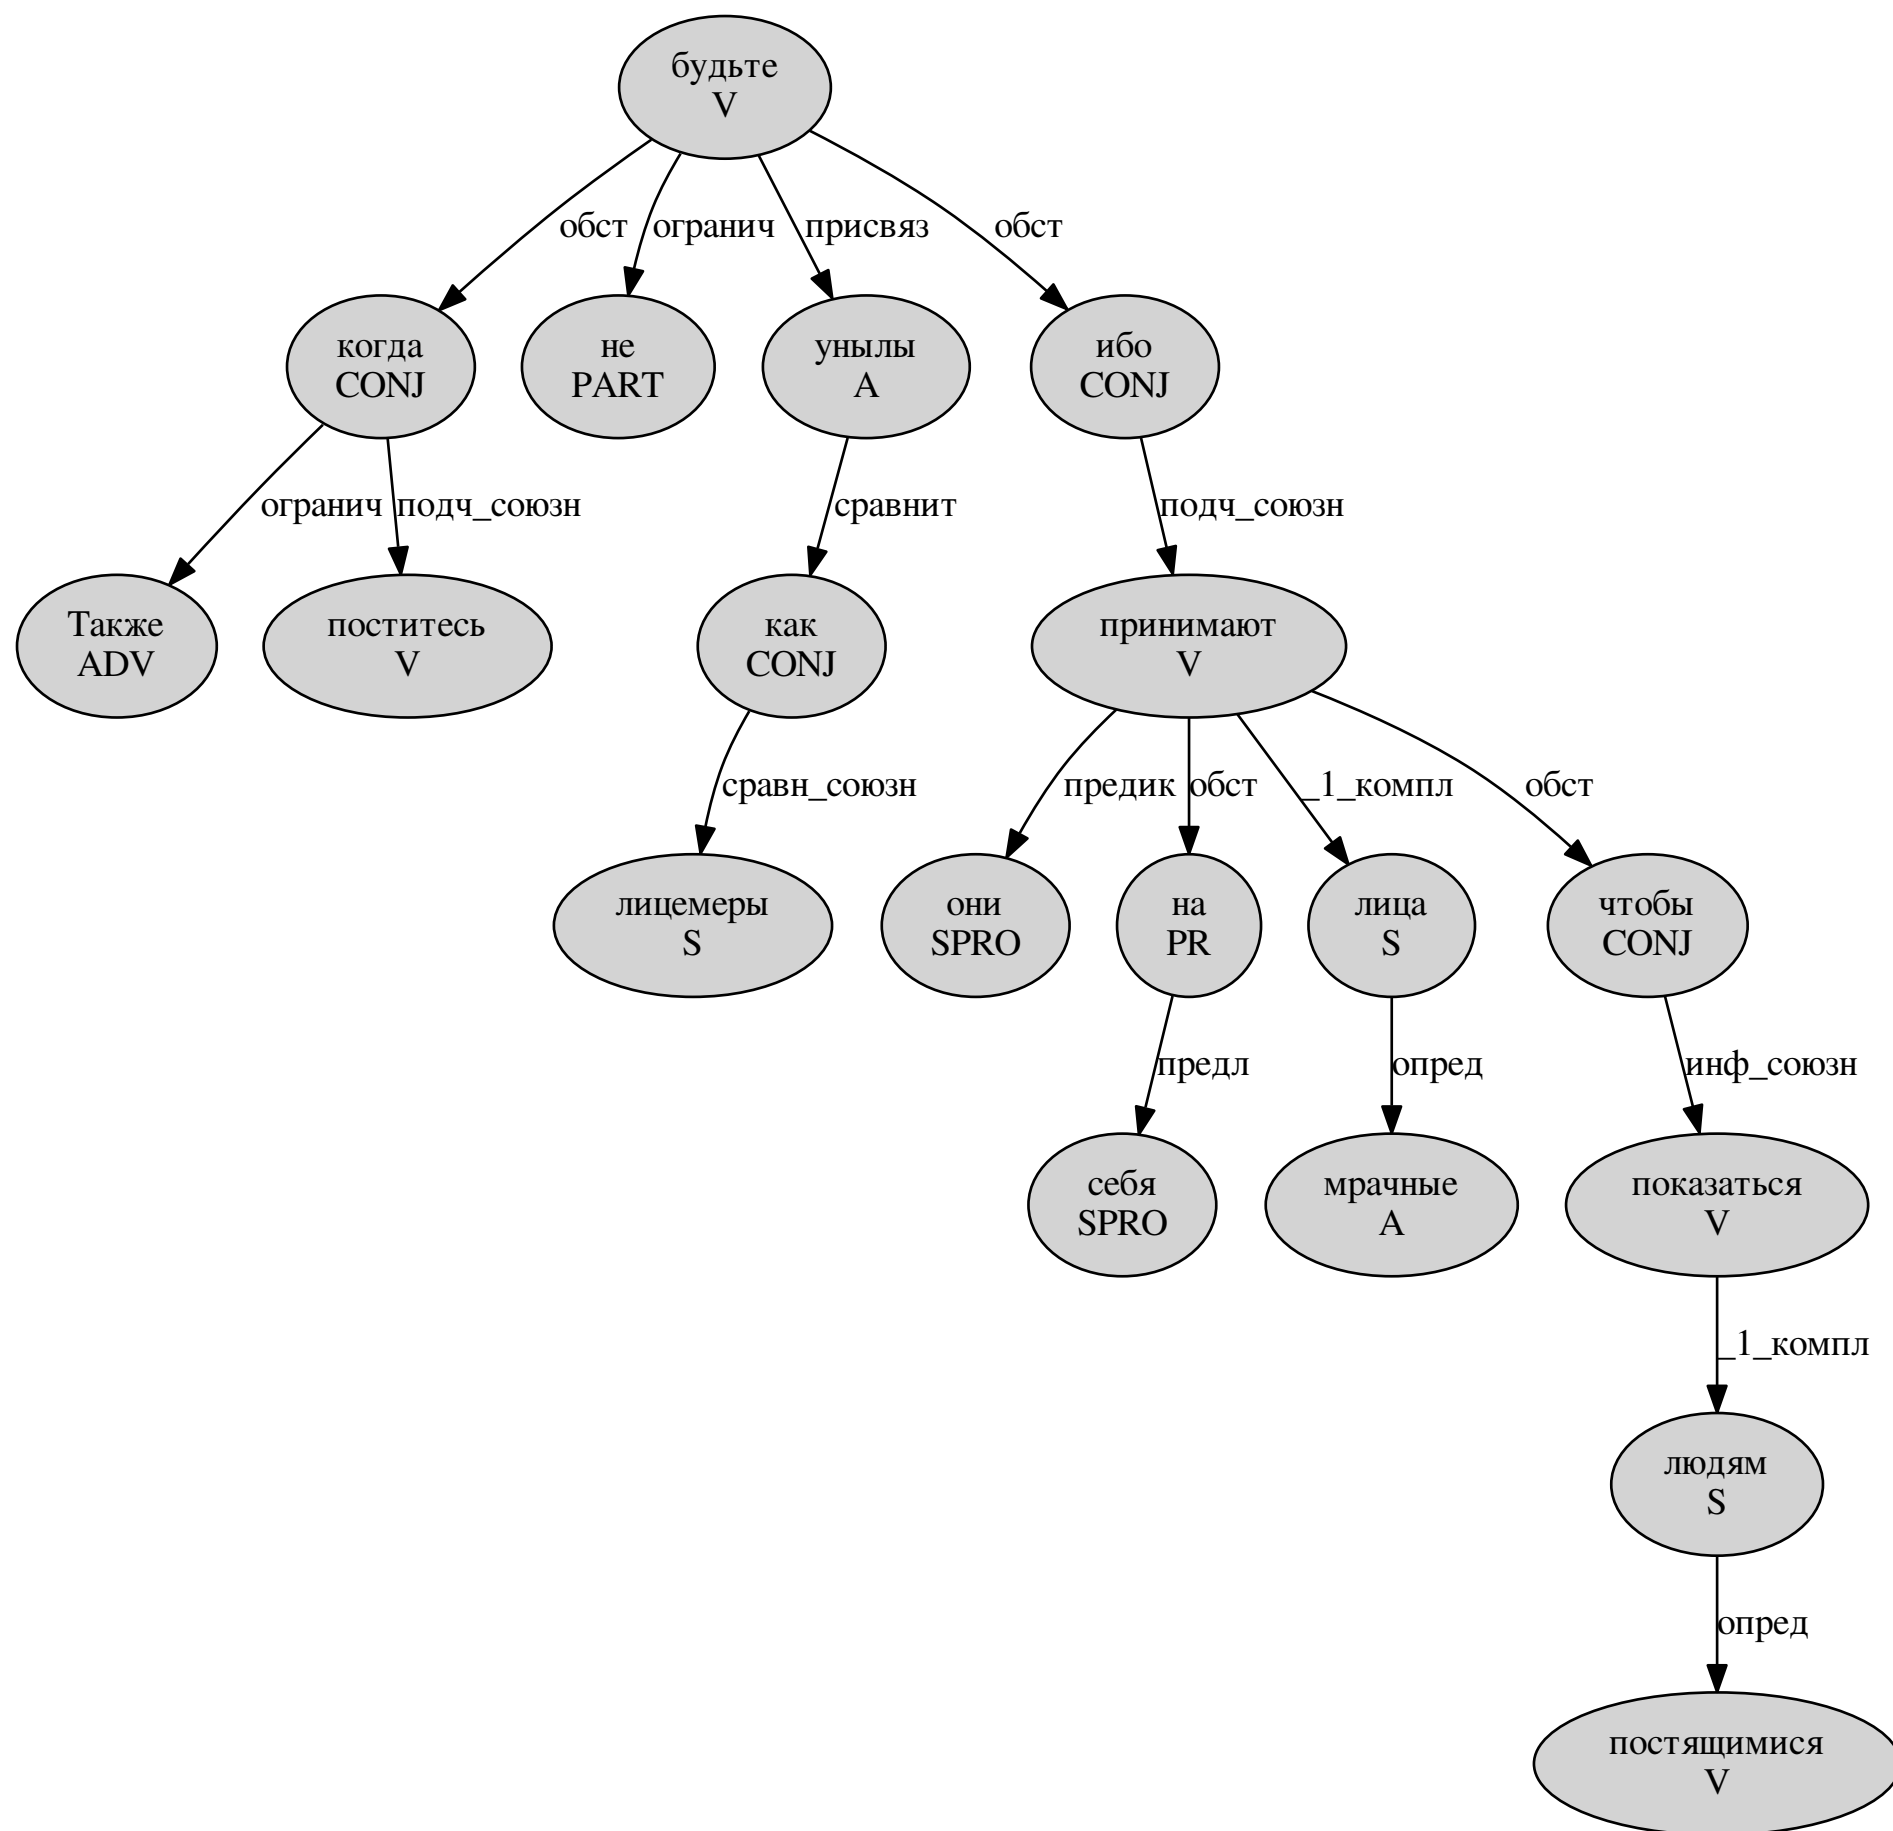 будьте
V
обст
огранич
присвяз
обст
когда
CONJ
не
PART
унылы
A
ибо
CONJ
огранич
подч_союзн
сравнит
подч_союзн
Также
ADV
поститесь
V
как
CONJ
принимают
V
сравн_союзн
предик
обст
_1_компл
обст
лицемеры
S
они
SPRO
на
PR
лица
S
чтобы
CONJ
предл
опред
инф_союзн
себя
SPRO
мрачные
A
показаться
V
_1_компл
людям
S
опред
постящимися
V